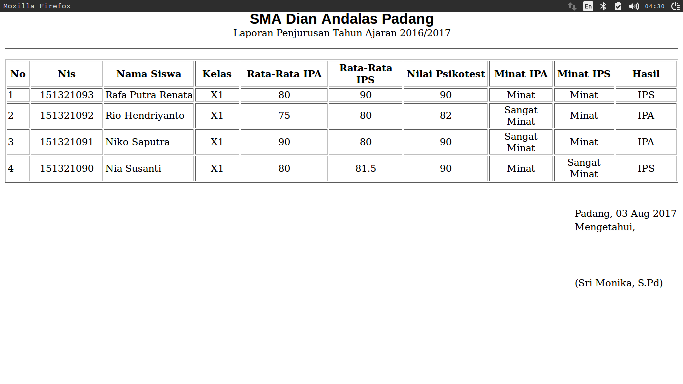 Mozilla Firefox En 04:30
SMA Dian Andalas Padang
Laporan Penjurusan Tahun Ajaran 2016/2017
No Nis Nama Siswa Kelas Rata-Rata IPA Rata-Rata IPS Nilai Psikotest Minat IPA Minat IPS Hasil
1 151321093 Rafa Putra Renata X1 80 90 90 Minat Minat IPS
2 151321092 Rio Hendriyanto X1 75 80 82 Sangat Minat Minat IPA
3 151321091 Niko Saputra X1 90 80 90 Sangat Minat Minat IPA
4 151321090 Nia Susanti X1 80 81.5 90 Minat Sangat Minat IPS
Padang, 03 Aug 2017
Mengetahui,
(Sri Monika, S.Pd)